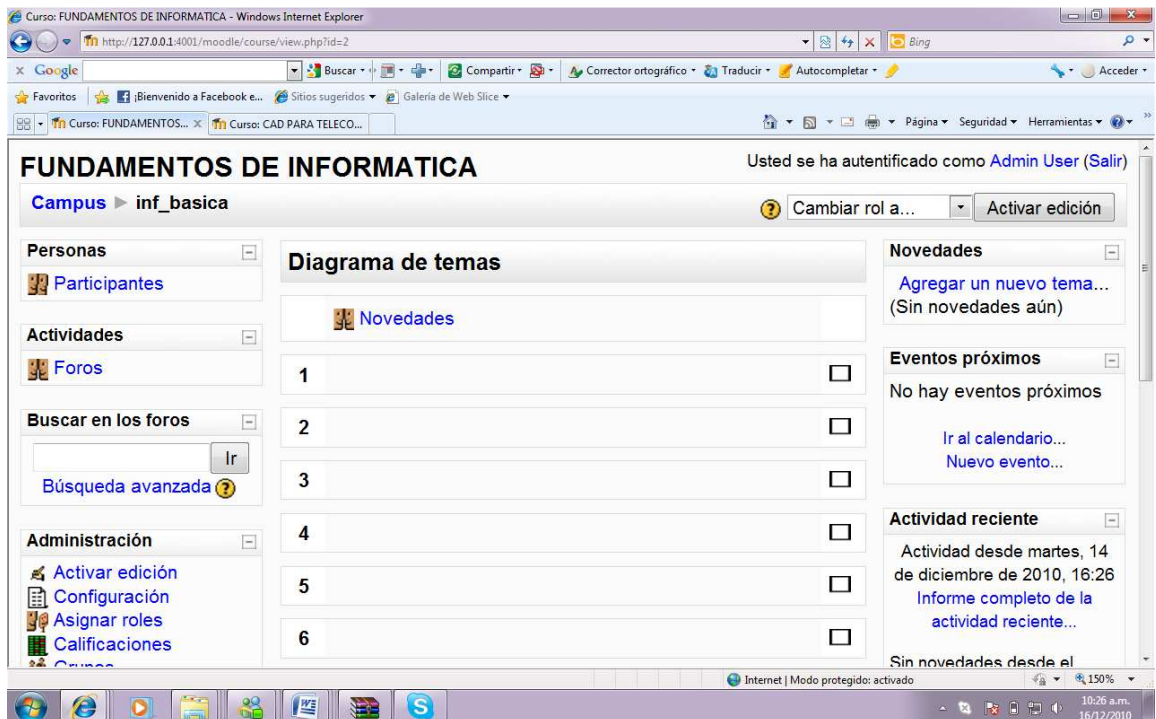 Curso: FUNDAMENTOS DE INFORMATICA - Windows Internet Explorer
http://127.0.0.1:4001/moodle/course/view.php?id=2
Bing
x Google
Buscar
Compartir
Corrector ortográfico
Traducir
Autocompletar
Acceder
Favoritos
¡Bienvenido a Facebook e...
Sitios sugeridos
Galería de Web Slice
Curso: FUNDAMENTOS... x
Curso: CAD PARA TELECO...
Página
Seguridad
Herramientas
FUNDAMENTOS DE INFORMATICA
Usted se ha autentificado como Admin User (Salir)
Campus ► inf_basica
Cambiar rol a...
Activar edición
Personas
Participantes
Actividades
Foros
Buscar en los foros
Ir
Búsqueda avanzada
Administración
Activar edición
Configuración
Asignar roles
Calificaciones
Grupos
Diagrama de temas
Novedades
1
2
3
4
5
6
Novedades
Agregar un nuevo tema...
(Sin novedades aún)
Eventos próximos
No hay eventos próximos
Ir al calendario...
Nuevo evento...
Actividad reciente
Actividad desde martes, 14
de diciembre de 2010, 16:26
Informe completo de la
actividad reciente...
Sin novedades desde el
Internet | Modo protegido: activado
150%
10:26 a.m.
16/12/2010